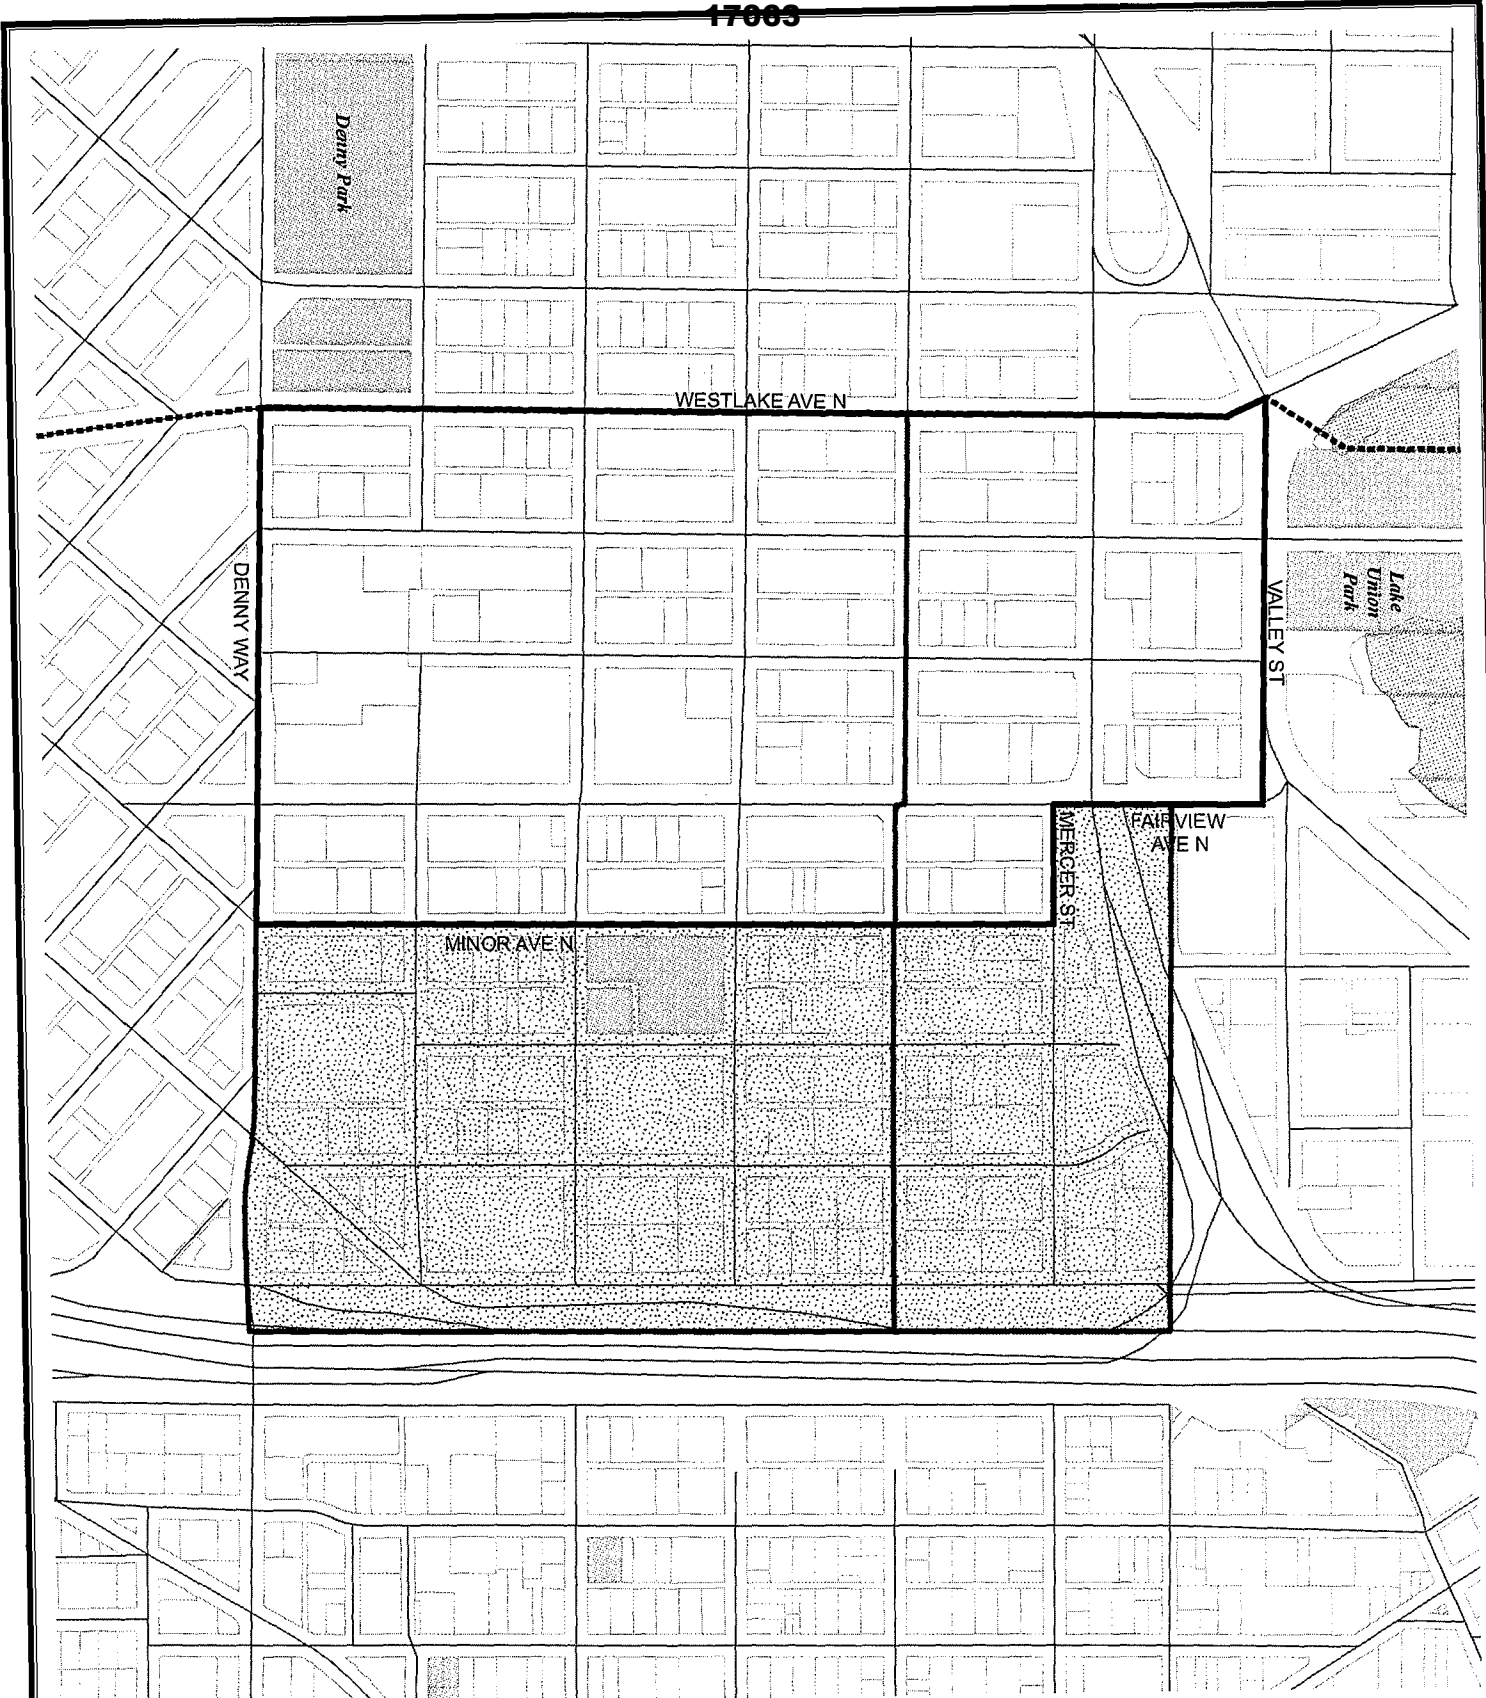 17063
Denny Park
WESTLAKE AVE N
DENNY WAY
VALLEY ST
Lake
Union
Park
MERCER ST
FAIRVIEW
AVE N
MINOR AVE N